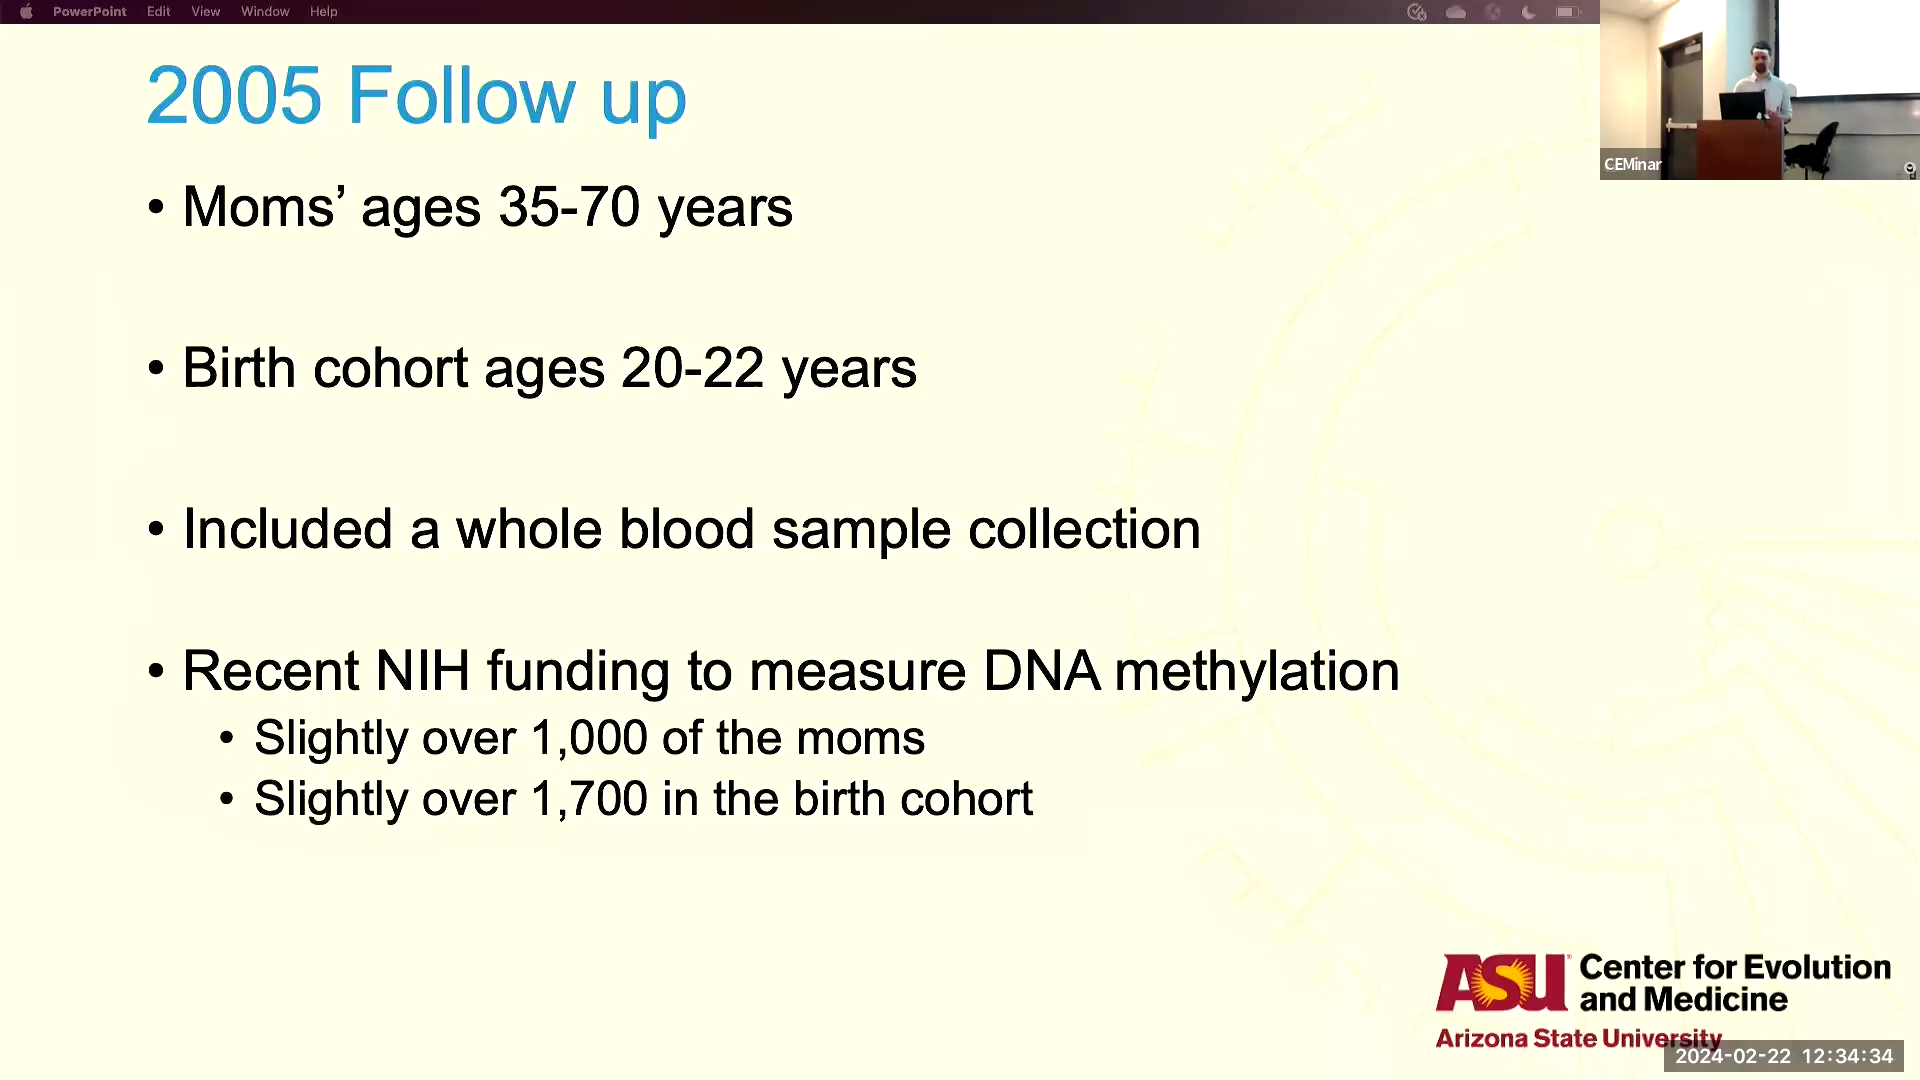 PowerPoint Edit View Window Help
CEMinar
2005 Follow up
• Moms’ ages 35-70 years
• Birth cohort ages 20-22 years
• Included a whole blood sample collection
• Recent NIH funding to measure DNA methylation
• Slightly over 1,000 of the moms
• Slightly over 1,700 in the birth cohort
ASU Center for Evolution
and Medicine
Arizona State University
2024-02-22 12:34:34